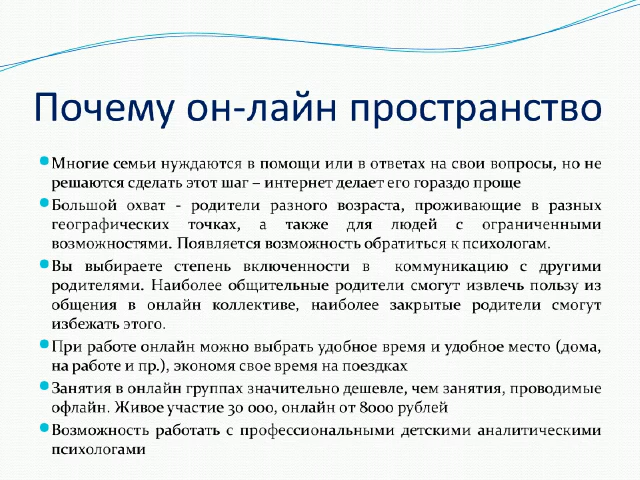 Почему он-лайн пространство
Многие семьи нуждаются в помощи или в ответах на свои вопросы, но не
решаются сделать этот шаг – интернет делает его гораздо проще
Большой охват - родители разного возраста, проживающие в разных
географических точках, а также для людей с ограниченными
возможностями. Появляется возможность обратиться к психологам.
Вы выбираете степень включенности в коммуникацию с другими
родителями. Наиболее общительные родители смогут извлечь пользу из
общения в онлайн коллективе, наиболее закрытые родители смогут
избежать этого.
При работе онлайн можно выбрать удобное время и удобное место (дома,
на работе и пр.), экономя свое время на поездках
Занятия в онлайн группах значительно дешевле, чем занятия, проводимые
офлайн. Живое участие 30 000, онлайн от 8000 рублей
Возможность работать с профессиональными детскими аналитическими
психологами